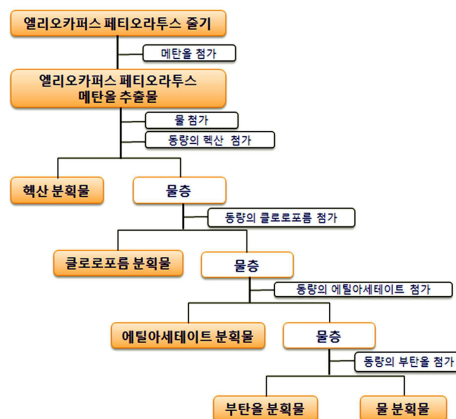 엘리오카퍼스 페티오라투스 줄기
메탄올 첨가
엘리오카퍼스 페티오라투스
메탄올 추출물
물 첨가
동량의 헥산 첨가
헥산 분획물
물층
동량의 클로로포름 첨가
클로로포름 분획물
물층
동량의 에틸아세테이트 첨가
에틸아세테이트 분획물
물층
동량의 부탄올 첨가
부탄올 분획물
물 분획물